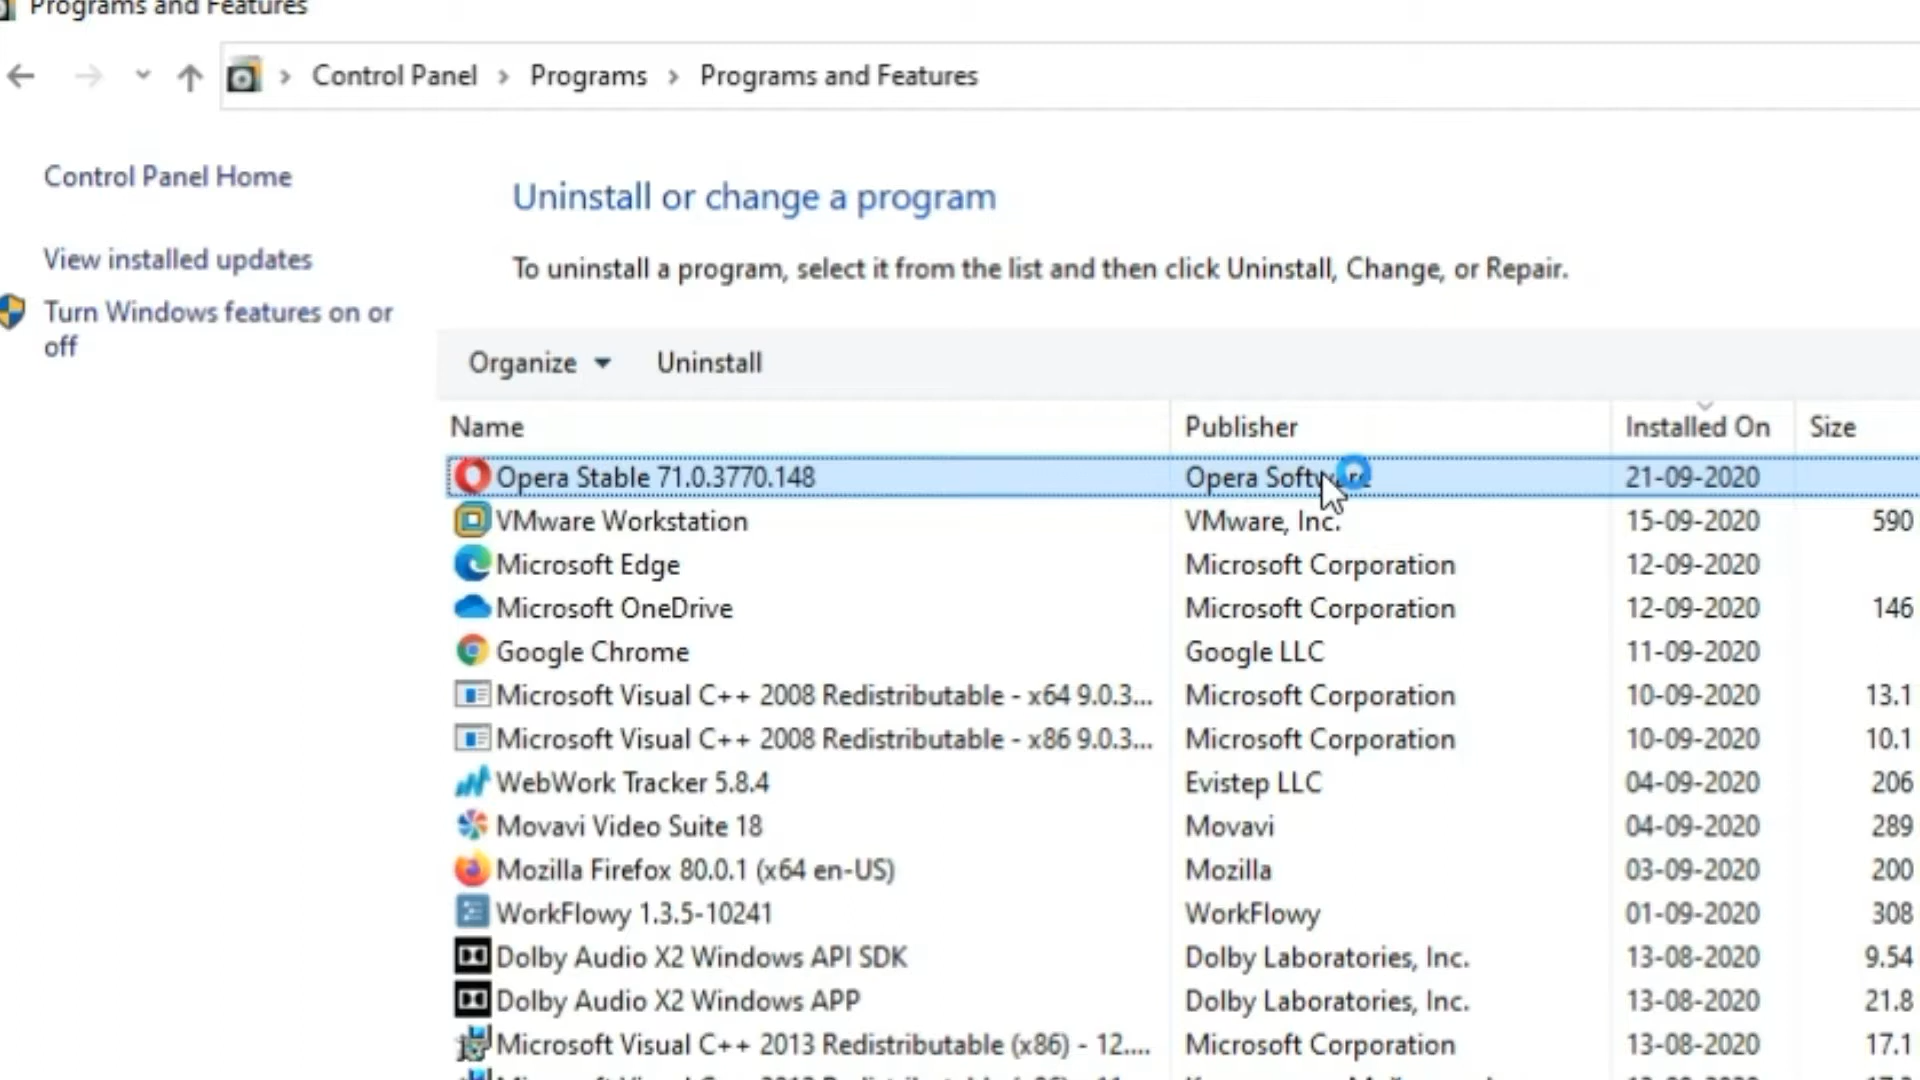 Programs and Features
Control Panel > Programs > Programs and Features
Control Panel Home
View installed updates
Turn Windows features on or
off
Uninstall or change a program
To uninstall a program, select it from the list and then click Uninstall, Change, or Repair.
Organize Uninstall
Name Publisher Installed On Size
Opera Stable 71.0.3770.148 Opera Software 21-09-2020
VMware Workstation VMware, Inc. 15-09-2020 590
Microsoft Edge Microsoft Corporation 12-09-2020
Microsoft OneDrive Microsoft Corporation 12-09-2020 146
Google Chrome Google LLC 11-09-2020
Microsoft Visual C++ 2008 Redistributable - x64 9.0.3... Microsoft Corporation 10-09-2020 13.1
Microsoft Visual C++ 2008 Redistributable - x86 9.0.3... Microsoft Corporation 10-09-2020 10.1
WebWork Tracker 5.8.4 Evistep LLC 04-09-2020 206
Movavi Video Suite 18 Movavi 04-09-2020 289
Mozilla Firefox 80.0.1 (x64 en-US) Mozilla 03-09-2020 200
WorkFlowy 1.3.5-10241 WorkFlowy 01-09-2020 308
Dolby Audio X2 Windows API SDK Dolby Laboratories, Inc. 13-08-2020 9.54
Dolby Audio X2 Windows APP Dolby Laboratories, Inc. 13-08-2020 21.8
Microsoft Visual C++ 2013 Redistributable (x86) - 12.... Microsoft Corporation 13-08-2020 17.1